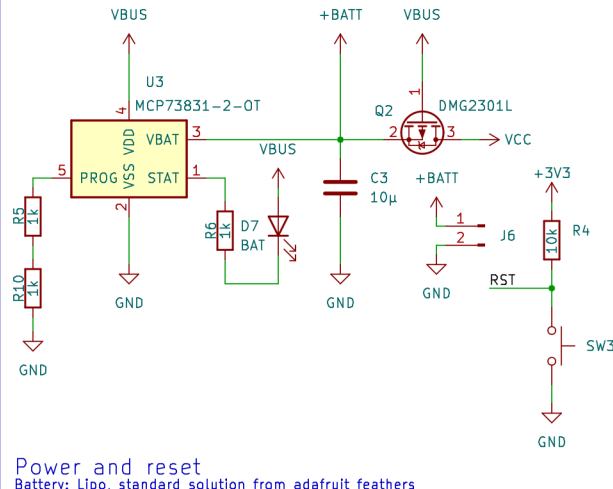 VBUS
+BATT
VBUS
U3
MCP73831-2-OT
4
VDD
VBAT
3
5
PROG
VSS
STAT
1
2
GND
R5
1k
R10
1k
GND
R6
1k
VBUS
D7
BAT
C3
10µ
GND
Q2
DMG2301L
1
2
3
VCC
+BATT
1
2
J6
GND
+3V3
R4
10k
RST
SW3
GND
Power and reset
Battery: Lipo, standard solution from adafruit feathers